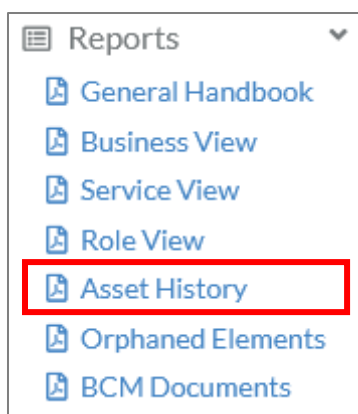 Reports
General Handbook
Business View
Service View
Role View
Asset History
Orphaned Elements
BCM Documents